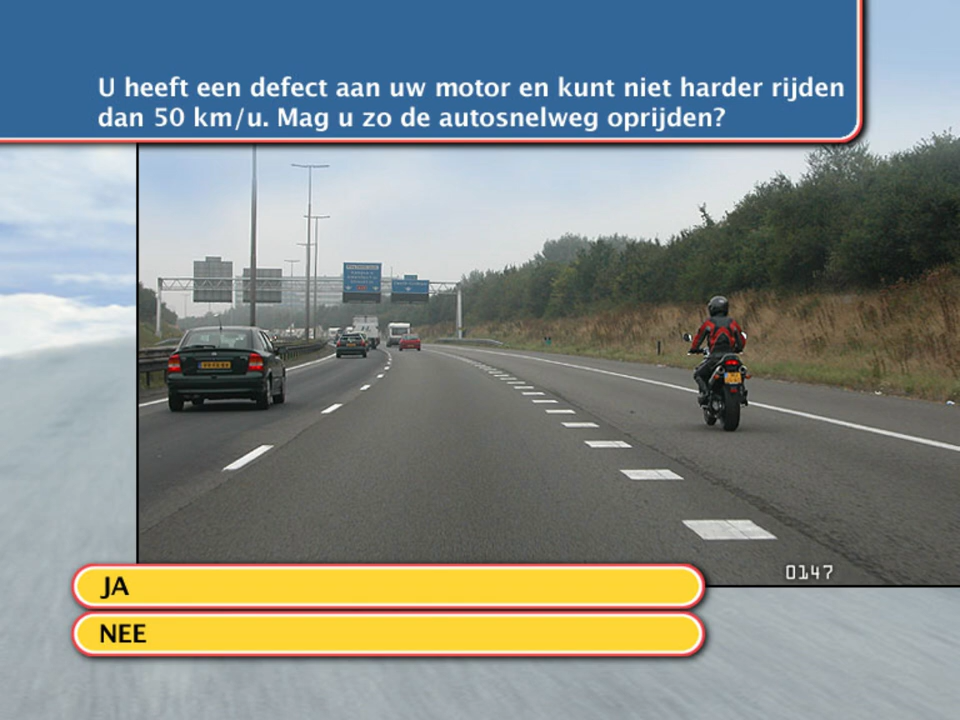 U heeft een defect aan uw motor en kunt niet harder rijden
dan 50 km/u. Mag u zo de autosnelweg oprijden?
0147
JA
NEE